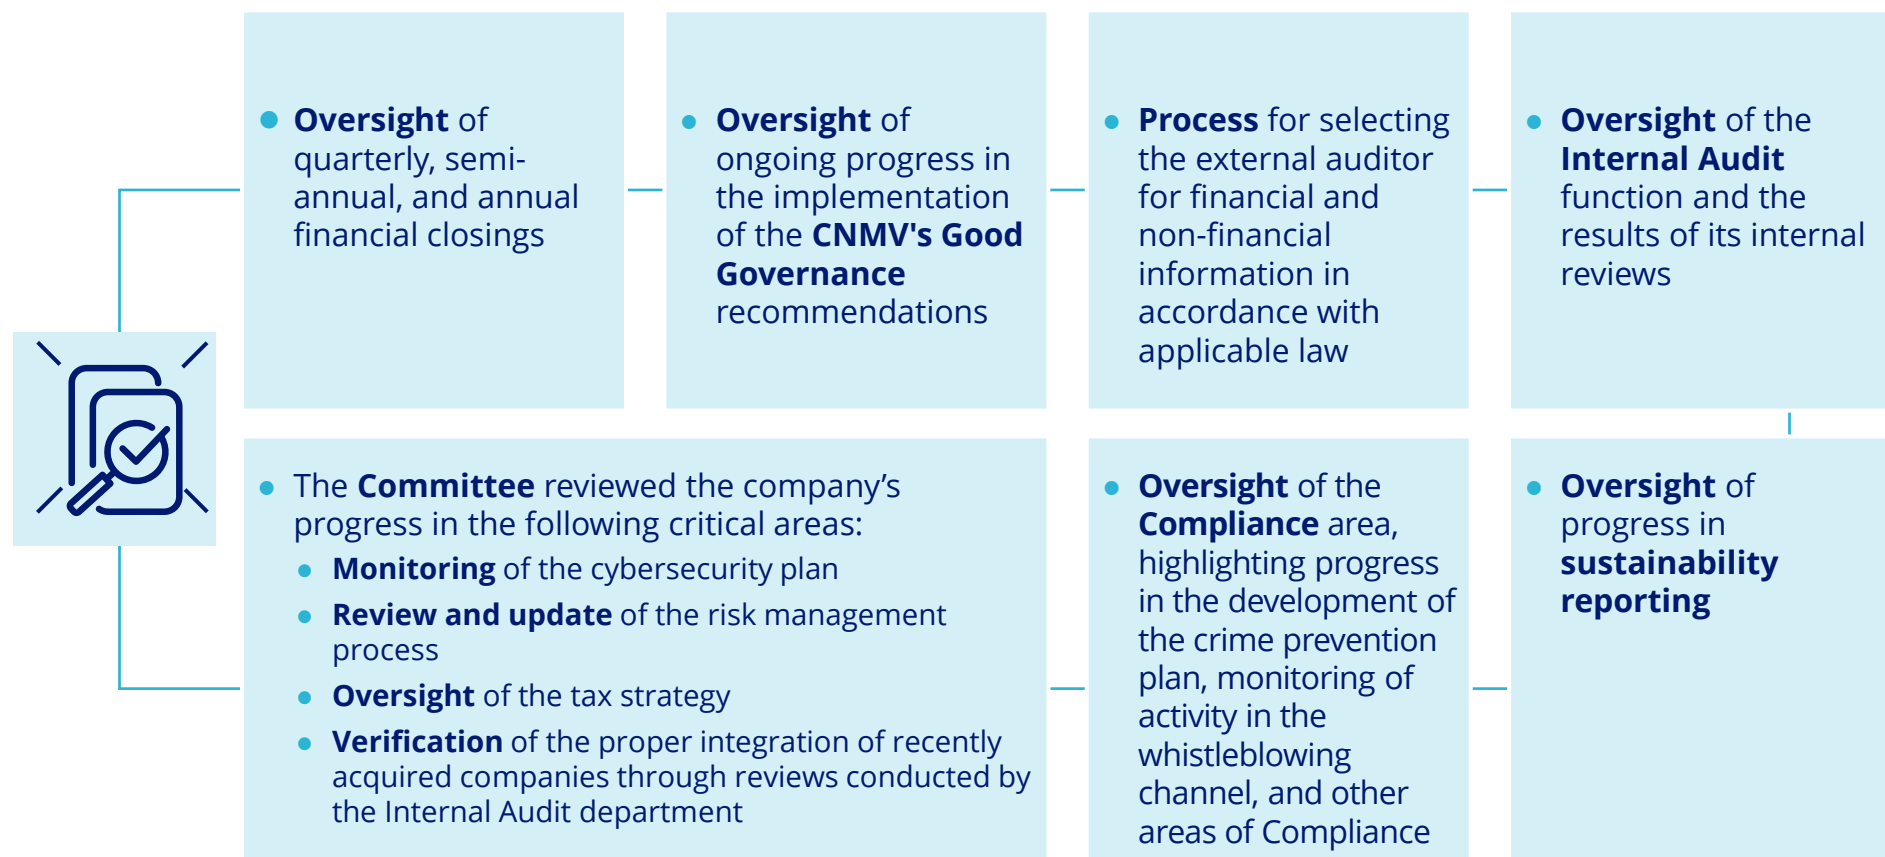 Oversight of
quarterly, semi-
annual, and annual
financial closings
Oversight of
ongoing progress in
the implementation
of the CNMV's Good
Governance
recommendations
Process for selecting
the external auditor
for financial and
non-financial
information in
accordance with
applicable law
Oversight of the
Internal Audit
function and the
results of its internal
reviews
The Committee reviewed the company’s
progress in the following critical areas:
Monitoring of the cybersecurity plan
Review and update of the risk management
process
Oversight of the tax strategy
Verification of the proper integration of recently
acquired companies through reviews conducted by
the Internal Audit department
Oversight of the
Compliance area,
highlighting progress
in the development of
the crime prevention
plan, monitoring of
activity in the
whistleblowing
channel, and other
areas of Compliance
Oversight of
progress in
sustainability
reporting